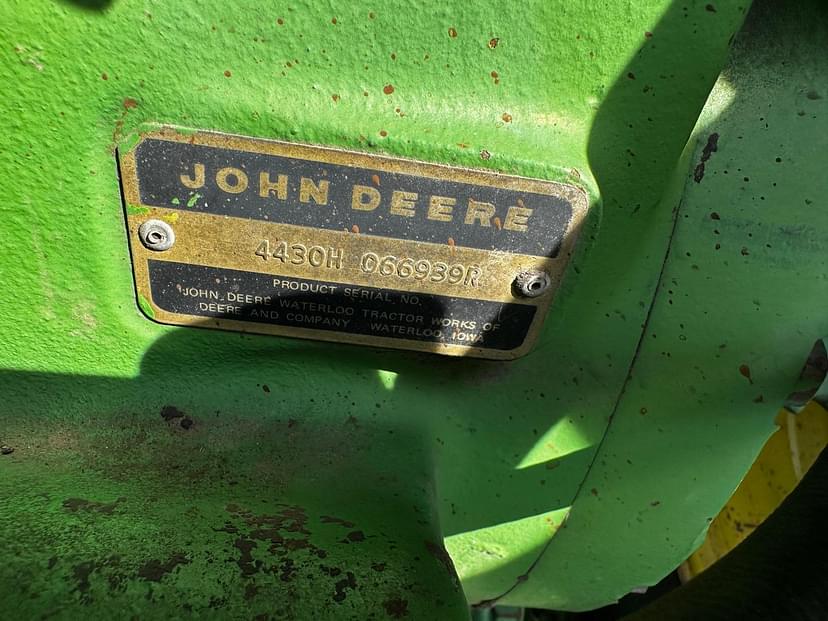 JOHN DEERE
4430H 066939R
PRODUCT SERIAL NO.
JOHN DEERE WATERLOO TRACTOR WORKS OF
DEERE AND COMPANY WATERLOO, IOWA